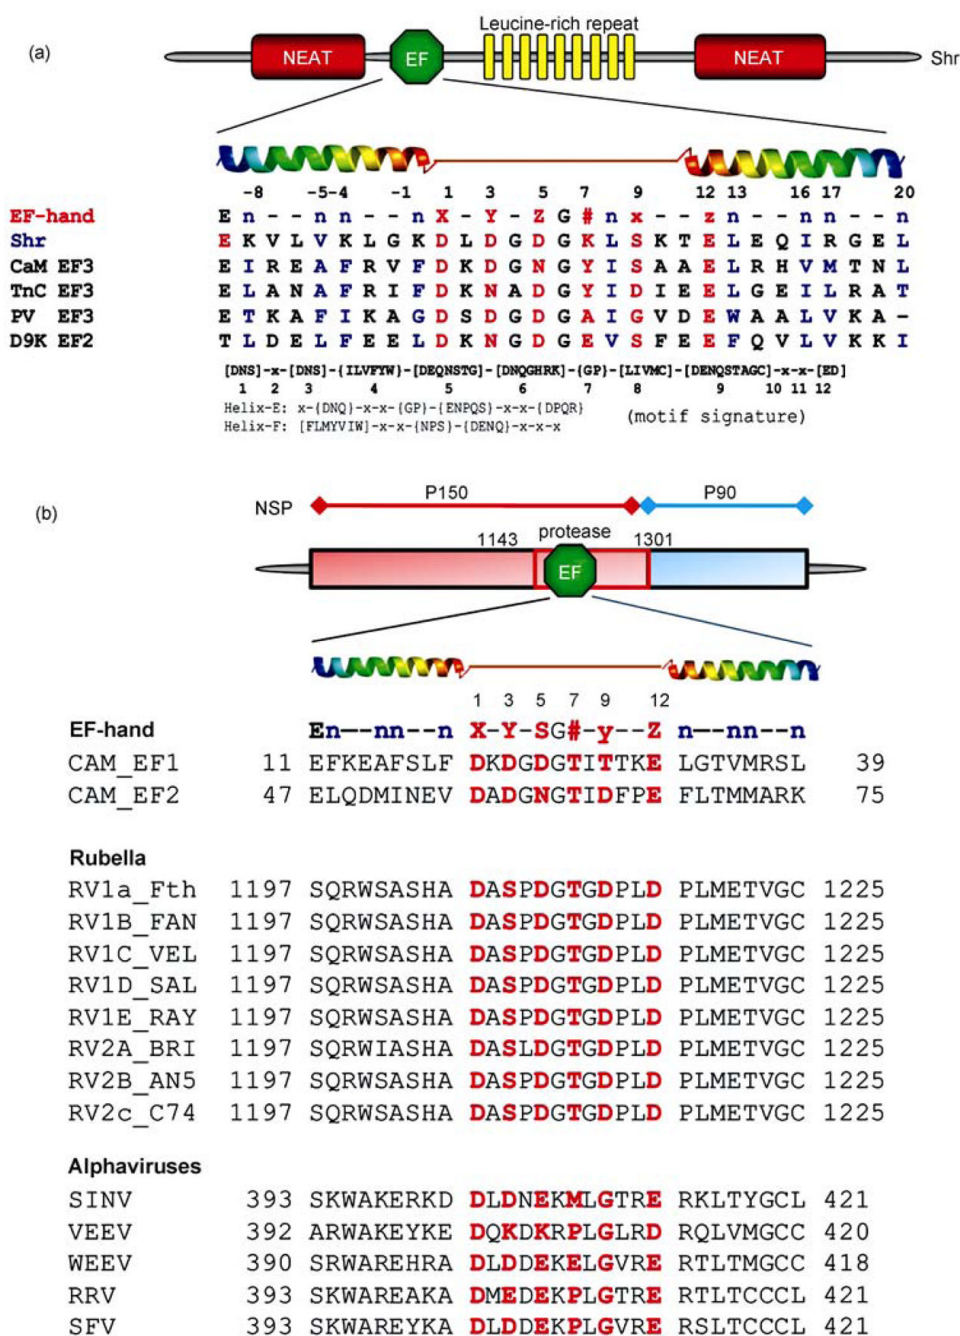 (a)
Leucine-rich repeat
NEAT EF NEAT Shr
-8 -5 -4 -1 1 3 5 7 9 12 13 16 17 20
EF-hand E n - - n n - - n X - Y - Z G # n x - - z n - - n n - - n
Shr E K V L V K L G K D L D G D G K L S K T E L E Q I R G E L
CaM EF3 E I R E A F R V F D K D G N G Y I S A A E L R H V M T N L
TnC EF3 E L A N A F R I F D K N A D G Y I D I E E L G E I L R A T
PV EF3 E T K A F I K A G D S D G D G A I G V D E W A A L V K A -
D9K EF2 T L D E L F E E L D K N G D G E V S F E E F Q V L V K K I
[DNS]-x-[DNS]-{ILVFYW}-[DEQNSTG]-[DNQGHRK]-{GP}-[LIVMC]-[DENQSTAGC]-x-x-[ED]
1 2 3 4 5 6 7 8 9 10 11 12
Helix-E: x-{DNQ}-x-x-{GP}-{ENPQS}-x-x-{DPQR}
(motif signature)
Helix-F: [FLMYVIW]-x-x-{NPS}-{DENQ}-x-x-x
(b)
NSP P150 P90
protease
1143 1301
EF
1 3 5 7 9 12
EF-hand En--nn--n X-Y-SG#-y--Z n--nn--n
CAM_EF1 11 EFKEAFSLF DKDGDGTITTKE LGTVMRSL 39
CAM_EF2 47 ELQDMINEV DADGNGTIDFPE FLTMMARK 75
Rubella
RV1a_Fth 1197 SQRWSASHA DASPDGTGDPLD PLMETVGC 1225
RV1B_FAN 1197 SQRWSASHA DASPDGTGDPLD PLMETVGC 1225
RV1C_VEL 1197 SQRWSASHA DASPDGTGDPLD PLMETVGC 1225
RV1D_SAL 1197 SQRWSASHA DASPDGTGDPLD PLMETVGC 1225
RV1E_RAY 1197 SQRWSASHA DASPDGTGDPLD PLMETVGC 1225
RV2A_BRI 1197 SQRWIASHA DASLDGTGDPLD PLMETVGC 1225
RV2B_AN5 1197 SQRWSASHA DASPDGTGDPLD PLMETVGC 1225
RV2c_C74 1197 SQRWSASHA DASPDGTGDPLD PLMETVGC 1225
Alphaviruses
SINV 393 SKWAKERKD DLDNEKMLGTRE RKLTYGCL 421
VEEV 392 ARWAKEYKE DQKDKRPLGLRD RQLVMGCC 420
WEEV 390 SRWAREHRA DLDDEKELGVRE RTLTMGCC 418
RRV 393 SKWAREAKA DMEDEKPLGTRE RTLTCCCL 421
SFV 393 SKWAREYKA DLDDEKPLGVRE RSLTCCCL 421